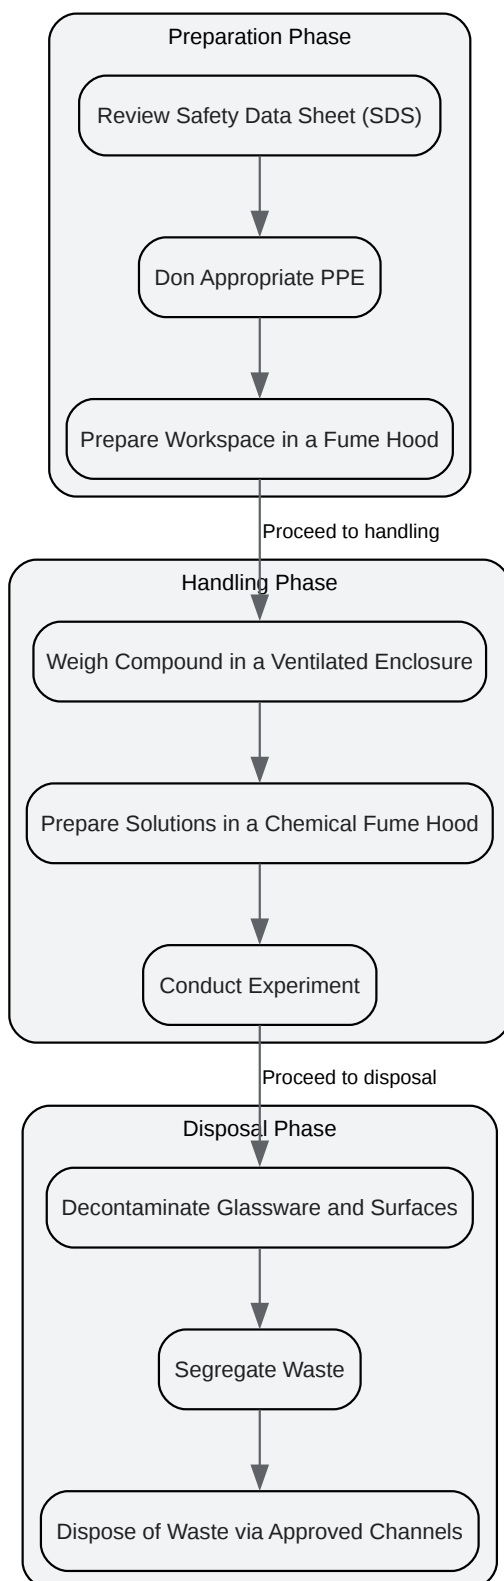 Preparation Phase
Review Safety Data Sheet (SDS)
Don Appropriate PPE
Prepare Workspace in a Fume Hood
Proceed to handling
Handling Phase
Weigh Compound in a Ventilated Enclosure
Prepare Solutions in a Chemical Fume Hood
Conduct Experiment
Proceed to disposal
Disposal Phase
Decontaminate Glassware and Surfaces
Segregate Waste
Dispose of Waste via Approved Channels